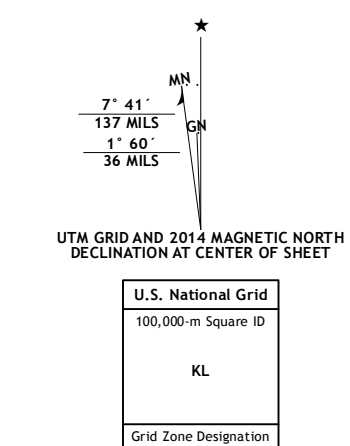 ★
MN
7° 41´
137 MILS
GN
1° 60´
36 MILS
UTM GRID AND 2014 MAGNETIC NORTH
DECLINATION AT CENTER OF SHEET
U.S. National Grid
100,000-m Square ID
KL
Grid Zone Designation